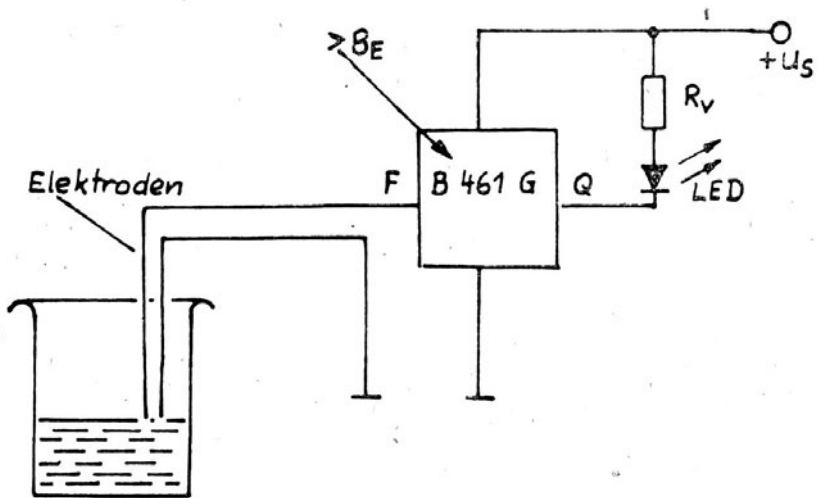 >B_E
+U_S
R_V
Elektroden
F
B 461 G
Q
LED